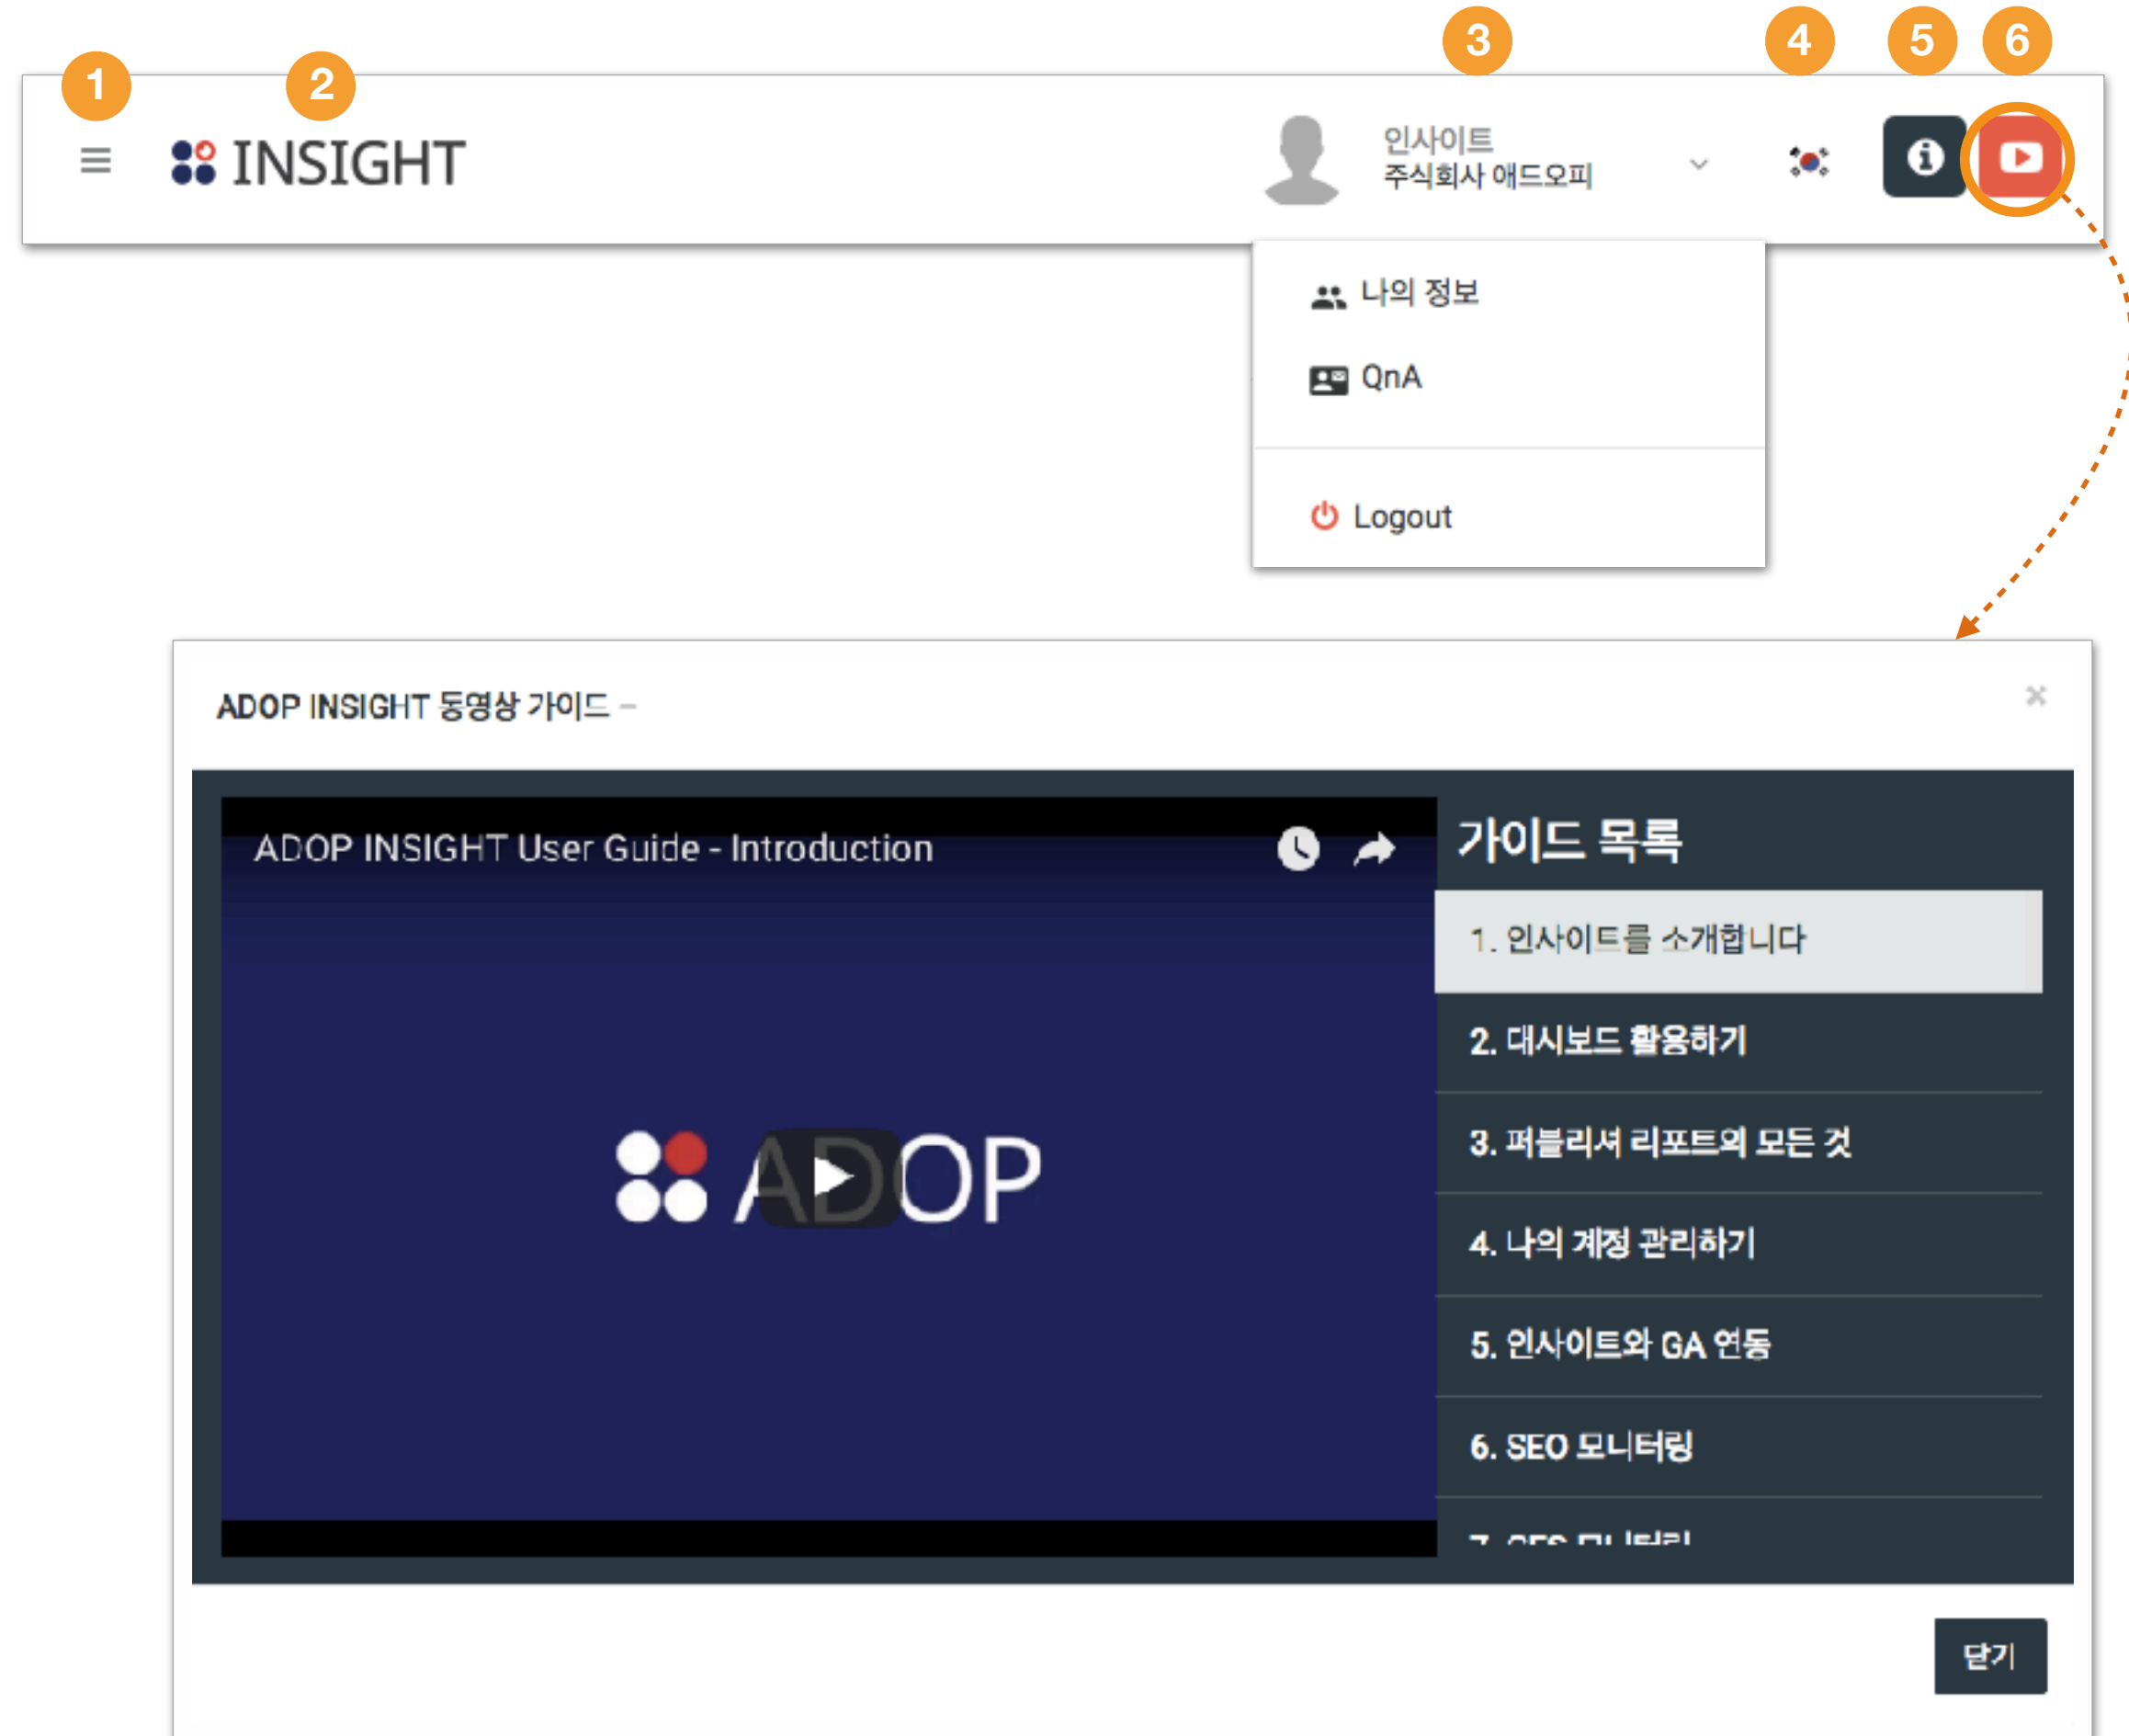 1
2
3
4
5
6
INSIGHT
인사이트
주식회사 애드오피
나의 정보
QnA
Logout
ADOP INSIGHT 동영상 가이드 –
ADOP INSIGHT User Guide - Introduction
ADOP
가이드 목록
1. 인사이트를 소개합니다
2. 대시보드 활용하기
3. 퍼블리셔 리포트의 모든 것
4. 나의 계정 관리하기
5. 인사이트와 GA 연동
6. SEO 모니터링
닫기